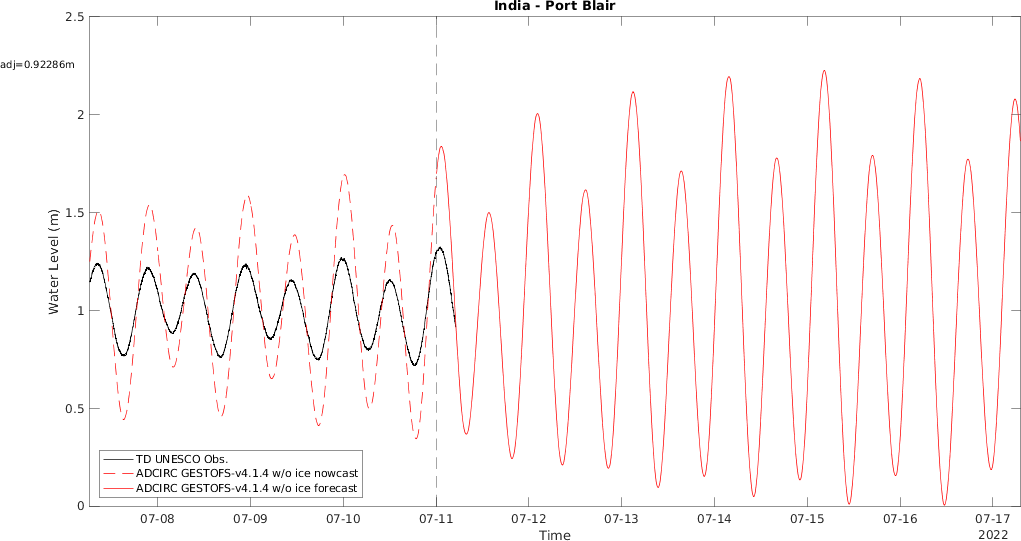 India - Port Blair
adj=0.92286m
Water Level (m)
2.5
2
1.5
1
0.5
0
TD UNESCO Obs.
ADCIRC GESTOFS-v4.1.4 w/o ice nowcast
ADCIRC GESTOFS-v4.1.4 w/o ice forecast
07-08 07-09 07-10 07-11 07-12 07-13 07-14 07-15 07-16 07-17
Time
2022